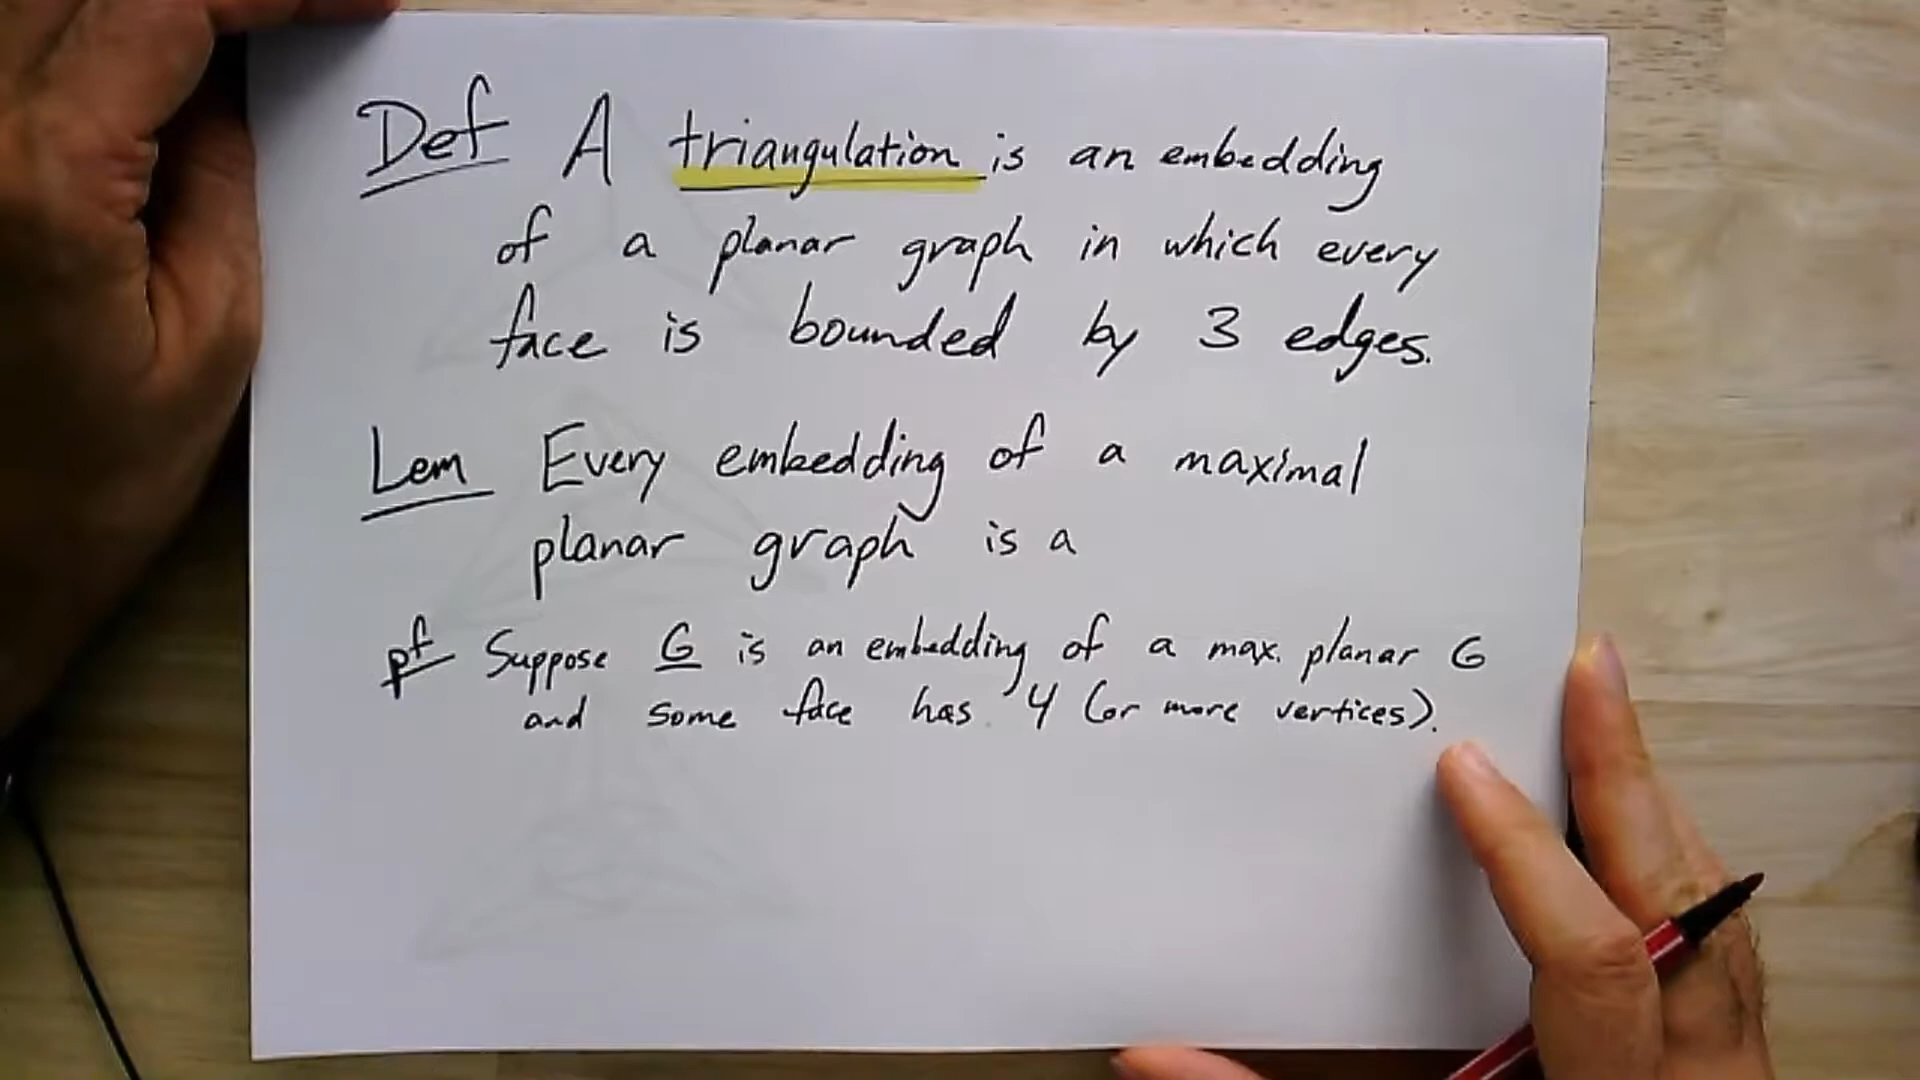 Def A triangulation is an embedding
of a planar graph in which every
face is bounded by 3 edges.
Lem Every embedding of a maximal
planar graph is a
pf Suppose G is an embedding of a max. planar G
and some face has 4 (or more vertices).